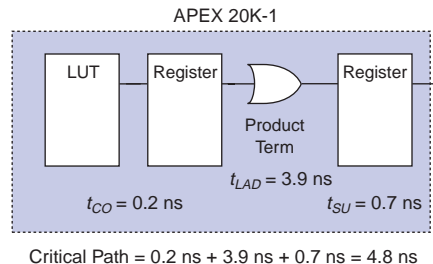 APEX 20K-1
LUT
Register
Register
Product
Term
tLAD = 3.9 ns
tCO = 0.2 ns
tSU = 0.7 ns
Critical Path = 0.2 ns + 3.9 ns + 0.7 ns = 4.8 ns